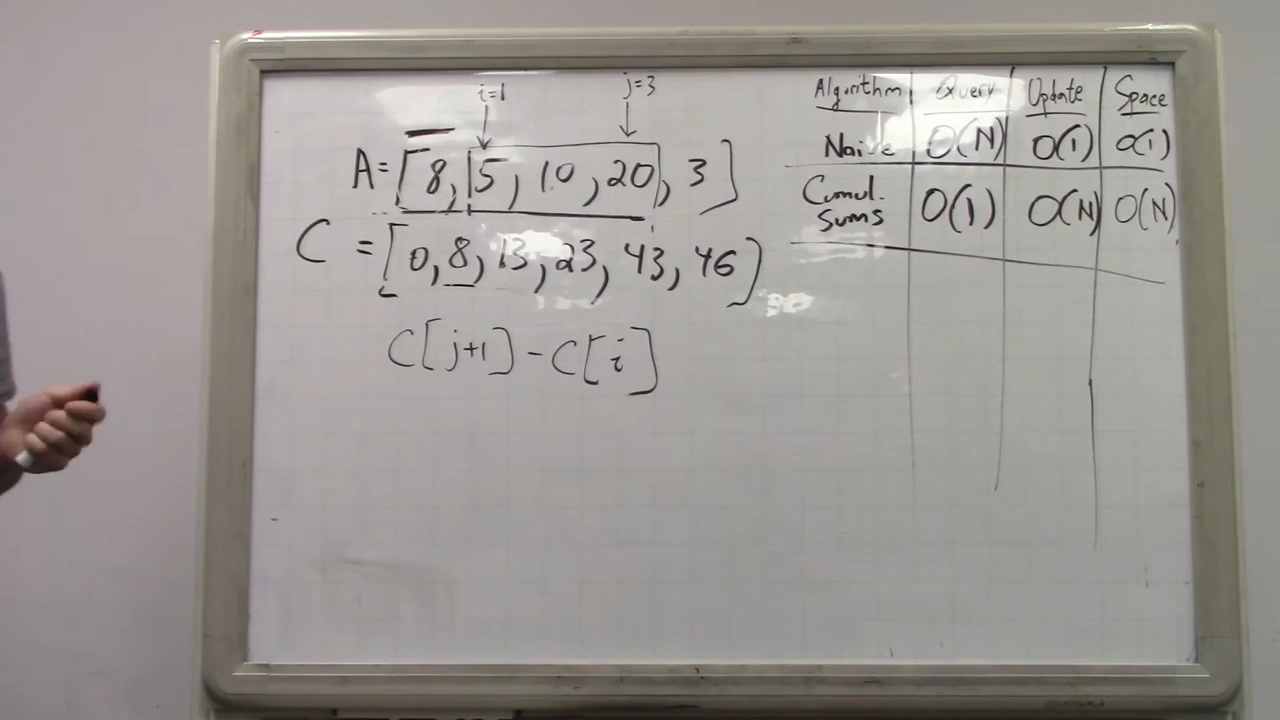 i=1 j=3
A=[8, 5, 10, 20, 3]
C = [0, 8, 13, 23, 43, 46]
C[j+1] - C[i]
Algorithm Query Update Space
Naive O(N) O(1) O(1)
Cumul. Sums O(1) O(N) O(N)